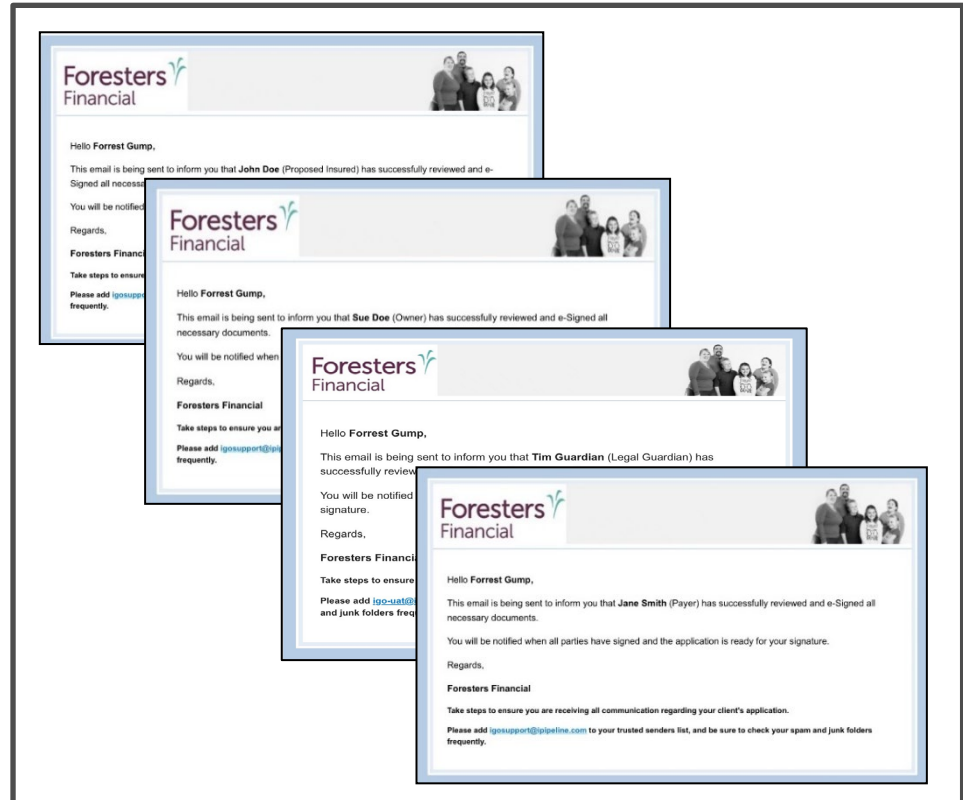 Foresters
Financial
Hello Forrest Gump,
This email is being sent to inform you that John Doe (Proposed Insured) has successfully reviewed and e-
Signed all necessa
You will be notified
Regards,
Foresters Financi
Take steps to ensure
Please add igosuppo
frequently.
Foresters
Financial
Hello Forrest Gump,
This email is being sent to inform you that Sue Doe (Owner) has successfully reviewed and e-Signed all
necessary documents.
You will be notified when
Regards,
Foresters Financial
Take steps to ensure you ar
Please add igosupport@ipip
frequently.
Foresters
Financial
Hello Forrest Gump,
This email is being sent to inform you that Tim Guardian (Legal Guardian) has
successfully review
You will be notified
signature.
Regards,
Foresters Financia
Take steps to ensure
Please add igo-uat@i
and junk folders freq
Foresters
Financial
Hello Forrest Gump,
This email is being sent to inform you that Jane Smith (Payer) has successfully reviewed and e-Signed all
necessary documents.
You will be notified when all parties have signed and the application is ready for your signature.
Regards,
Foresters Financial
Take steps to ensure you are receiving all communication regarding your client's application.
Please add igosupport@ipipeline.com to your trusted senders list, and be sure to check your spam and junk folders
frequently.